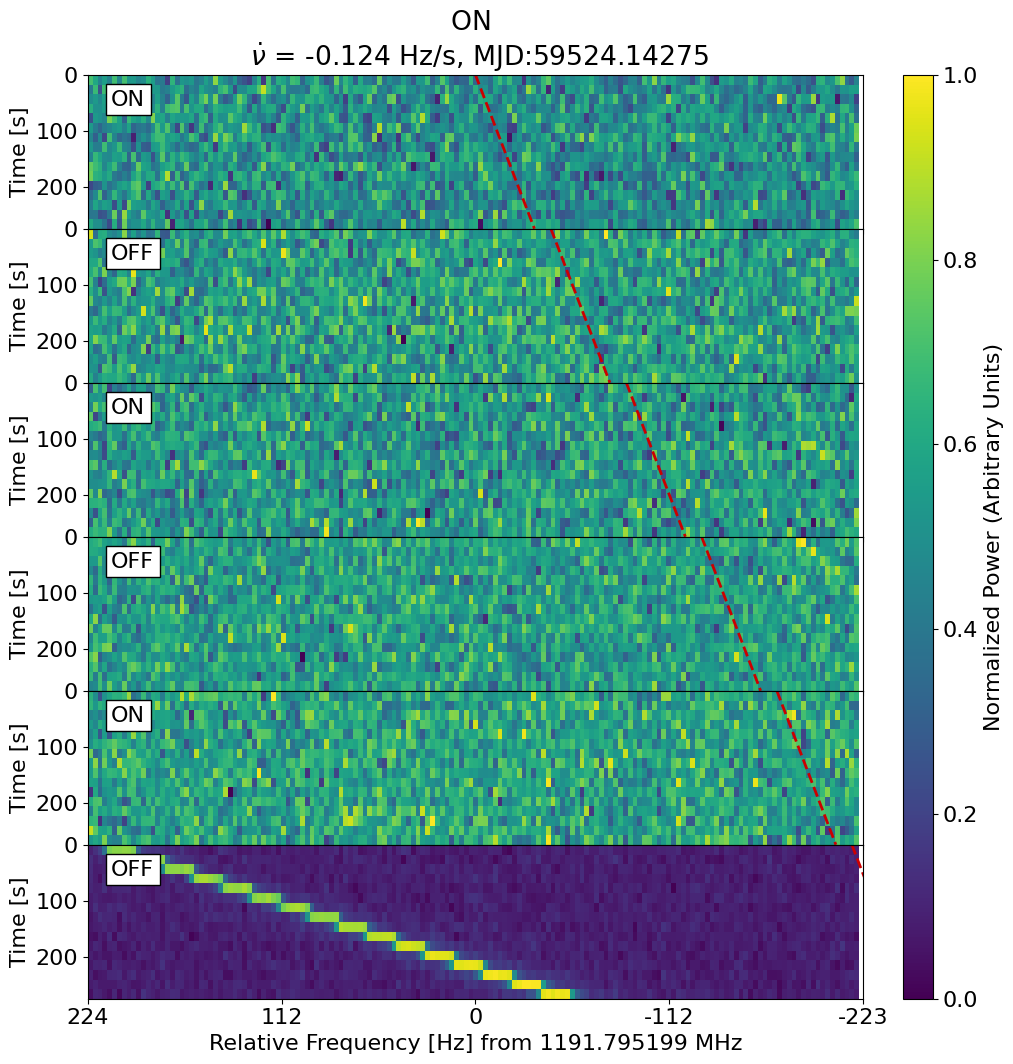 ON
ν̇ = -0.124 Hz/s, MJD:59524.14275
0
ON
100
200
Time [s]
0
OFF
100
200
Time [s]
0
ON
100
200
Time [s]
0
OFF
100
200
Time [s]
0
ON
100
200
Time [s]
0
OFF
100
200
Time [s]
224 112 0 -112 -223
Relative Frequency [Hz] from 1191.795199 MHz
1.0
0.8
0.6
0.4
0.2
0.0
Normalized Power (Arbitrary Units)